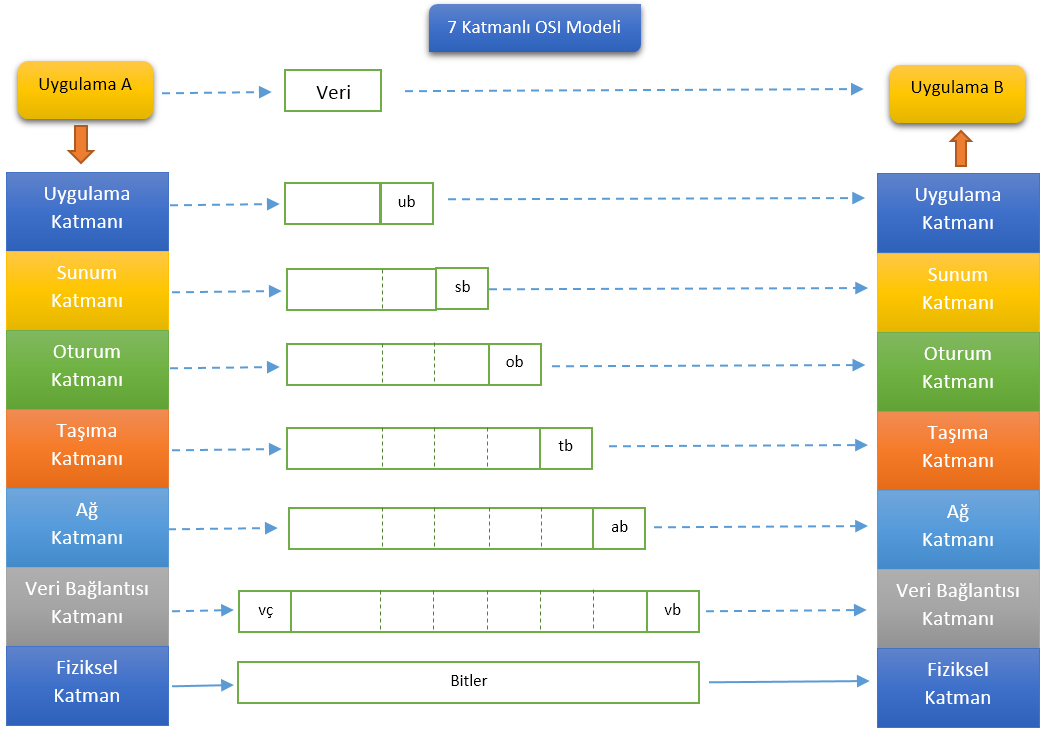 7 Katmanlı OSI Modeli
Uygulama A
Veri
Uygulama B
Uygulama
Katmanı
ub
Uygulama
Katmanı
Sunum
Katmanı
sb
Sunum
Katmanı
Oturum
Katmanı
ob
Oturum
Katmanı
Taşıma
Katmanı
tb
Taşıma
Katmanı
Ağ
Katmanı
ab
Ağ
Katmanı
Veri Bağlantısı
Katmanı
vç
vb
Veri Bağlantısı
Katmanı
Fiziksel
Katman
Bitler
Fiziksel
Katman